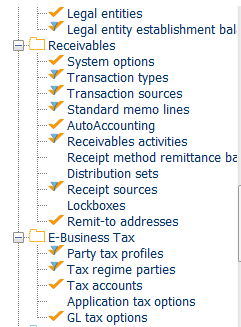 Legal entities
Legal entity establishment bal
Receivables
System options
Transaction types
Transaction sources
Standard memo lines
AutoAccounting
Receivables activities
Receipt method remittance ba
Distribution sets
Receipt sources
Lockboxes
Remit-to addresses
E-Business Tax
Party tax profiles
Tax regime parties
Tax accounts
Application tax options
GL tax options